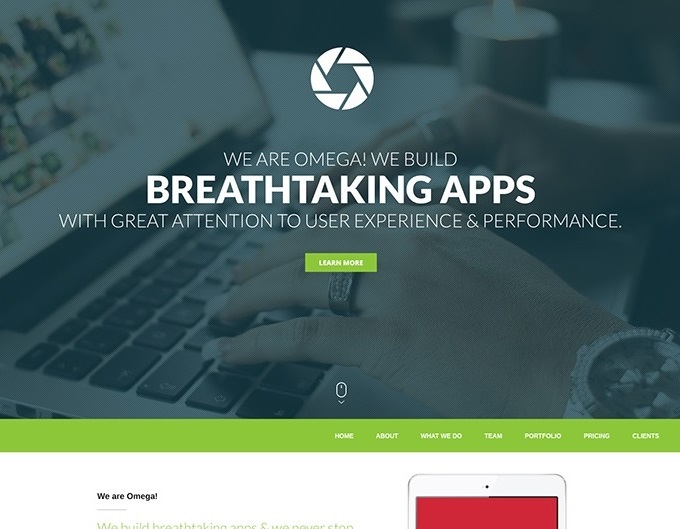 WE ARE OMEGA! WE BUILD
BREATHTAKING APPS
WITH GREAT ATTENTION TO USER EXPERIENCE & PERFORMANCE.
LEARN MORE
HOME ABOUT WHAT WE DO TEAM PORTFOLIO PRICING CLIENTS
We are Omega!
We build breathtaking apps & we never stop